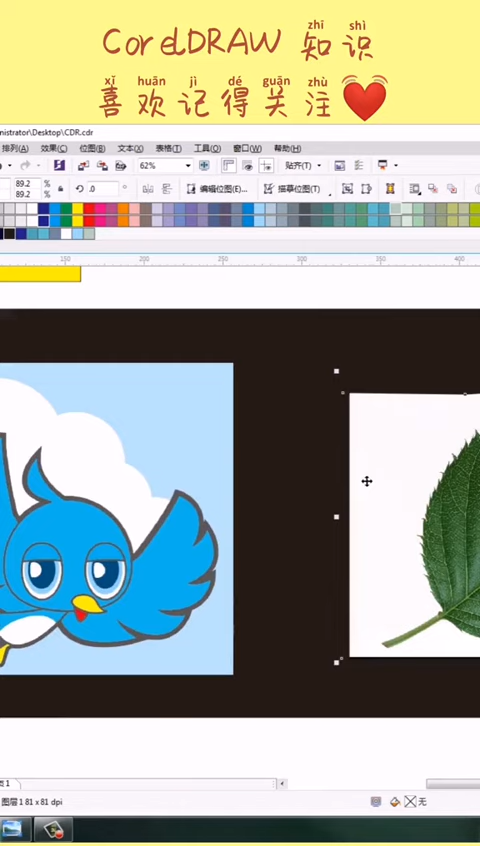 CorelDRAW 知识
zhī shì
喜欢记得关注
xǐ huān jì dé guān zhù
nistrator\Desktop\CDR.cdr
排列(A) 效果(C) 位图(B) 文本(X) 表格(T) 工具(O) 窗口(W) 帮助(H)
62% 贴齐(T)
89.2 %
89.2 %
.0 °
编辑位图(E)... 描摹位图(T)
150 200 250 300 350 400
页 1
图层 1 81 x 81 dpi
无